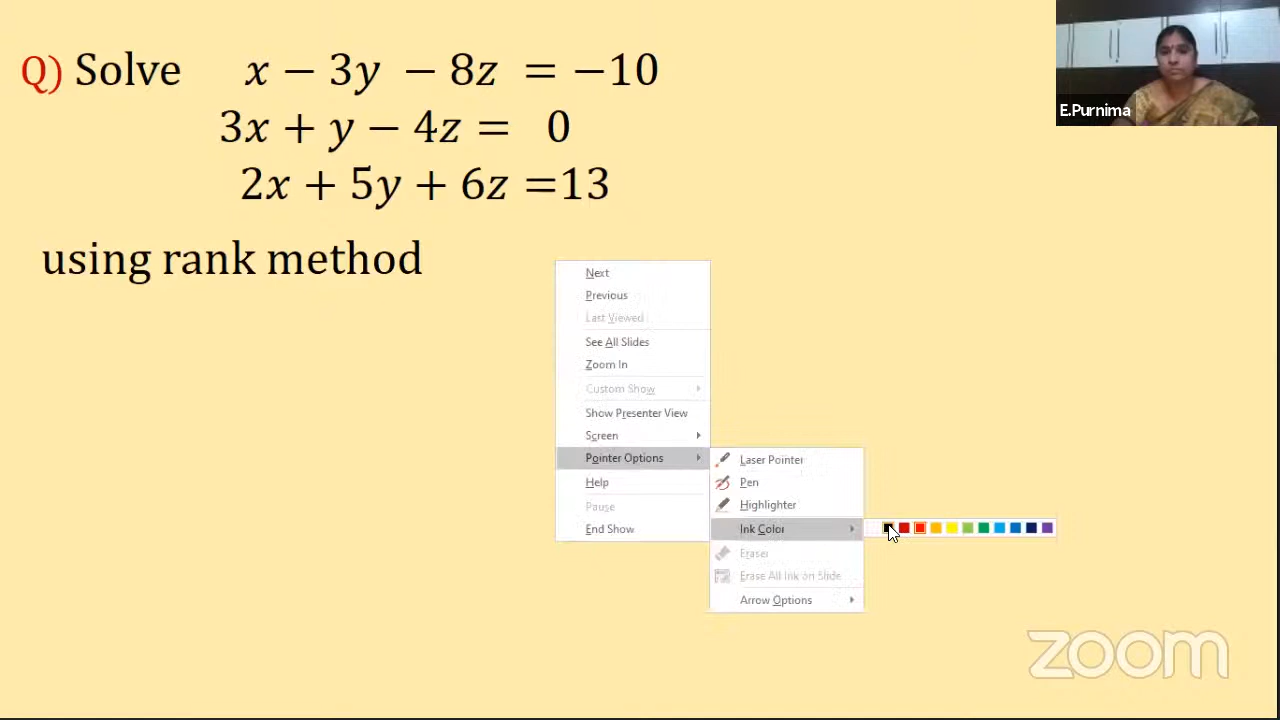 Q) Solve x − 3y − 8z = −10
3x + y − 4z = 0
2x + 5y + 6z =13
using rank method
E.Purnima
Next
Previous
Last Viewed
See All Slides
Zoom In
Custom Show
Show Presenter View
Screen
Pointer Options
Help
Pause
End Show
Laser Pointer
Pen
Highlighter
Ink Color
Eraser
Erase All Ink on Slide
Arrow Options
zoom